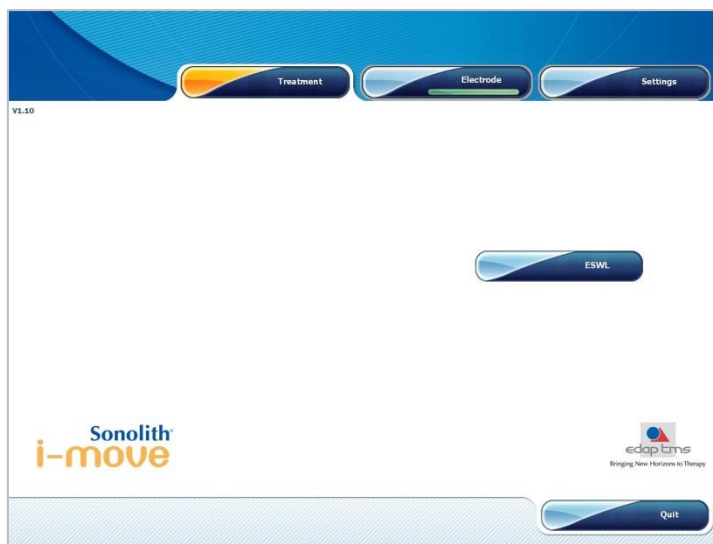 Treatment
Electrode
Settings
V1.10
ESWL
Sonolith®
i-move
edap tms
Bringing New Horizons to Therapy
Quit